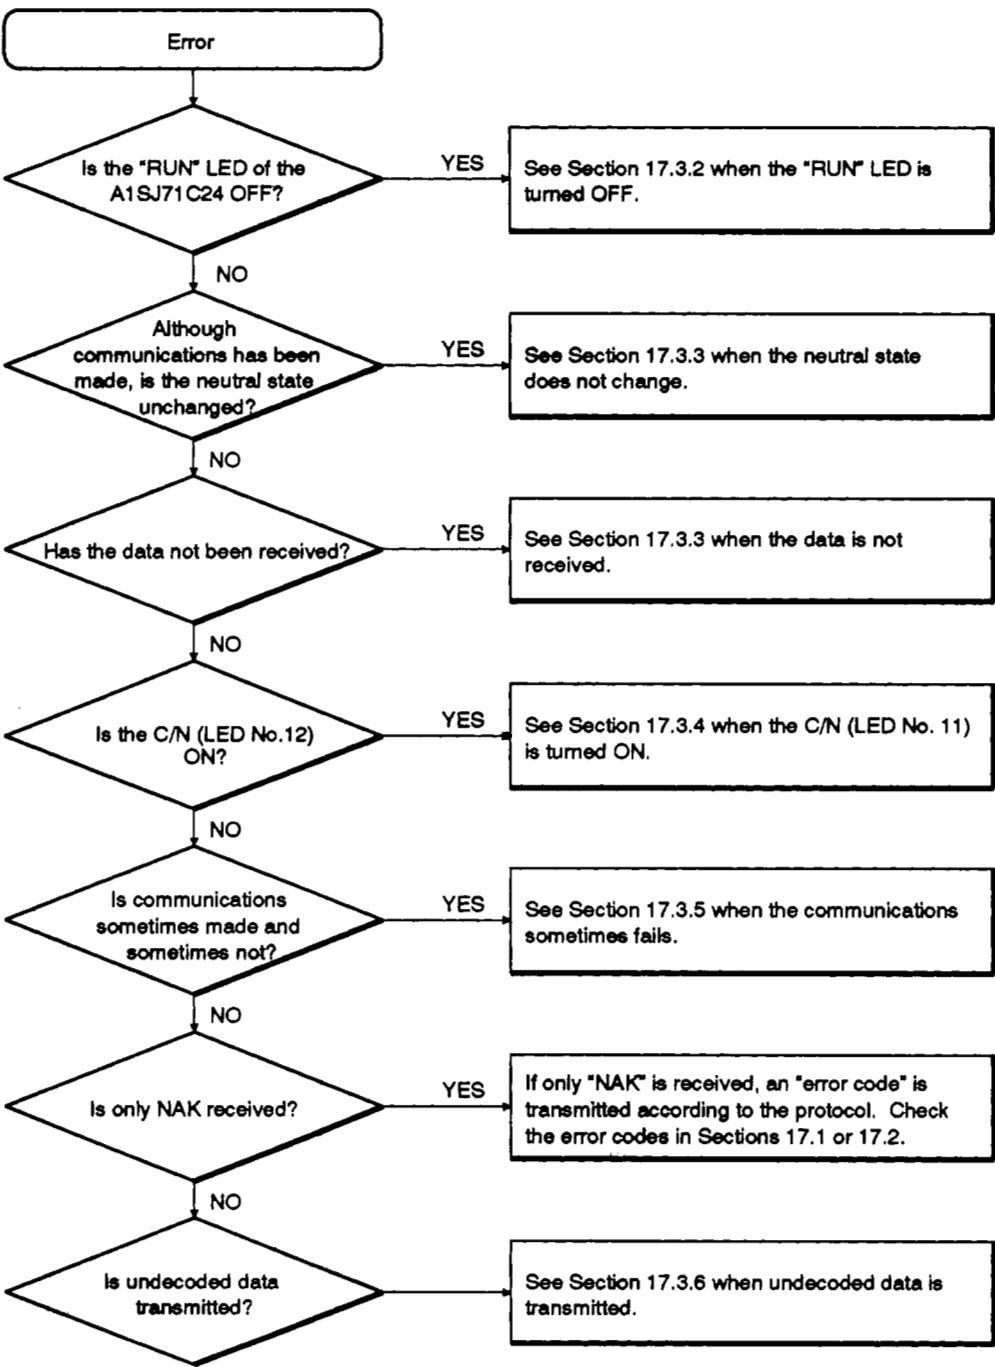 Error
Is the "RUN" LED of the
A1SJ71C24 OFF?
YES
See Section 17.3.2 when the "RUN" LED is
turned OFF.
NO
Although
communications has been
made, is the neutral state
unchanged?
YES
See Section 17.3.3 when the neutral state
does not change.
NO
Has the data not been received?
YES
See Section 17.3.3 when the data is not
received.
NO
Is the C/N (LED No.12)
ON?
YES
See Section 17.3.4 when the C/N (LED No. 11)
is turned ON.
NO
Is communications
sometimes made and
sometimes not?
YES
See Section 17.3.5 when the communications
sometimes fails.
NO
Is only NAK received?
YES
If only "NAK" is received, an "error code" is
transmitted according to the protocol. Check
the error codes in Sections 17.1 or 17.2.
NO
Is undecoded data
transmitted?
See Section 17.3.6 when undecoded data is
transmitted.